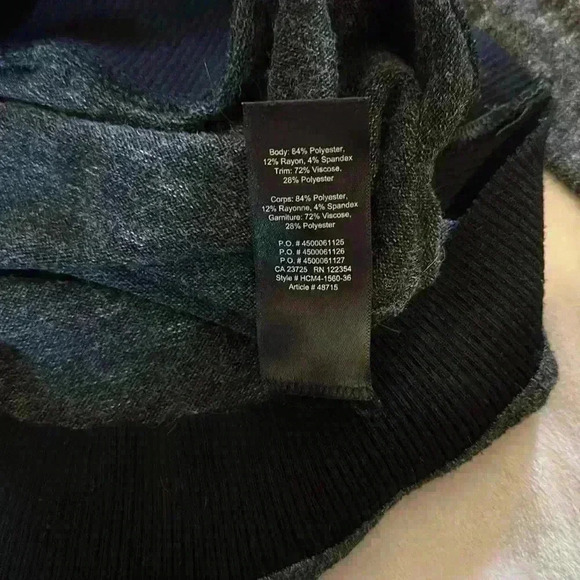 Body: 84% Polyester,
12% Rayon, 4% Spandex
Trim: 72% Viscose,
28% Polyester
Corps: 84% Polyester,
12% Rayonne, 4% Spandex
Garniture: 72% Viscose,
28% Polyester
P.O. # 4500061125
P.O. # 4500061126
P.O. # 4500061127
CA 23725 RN 122354
Style # HCM4-1560-36
Article # 48715